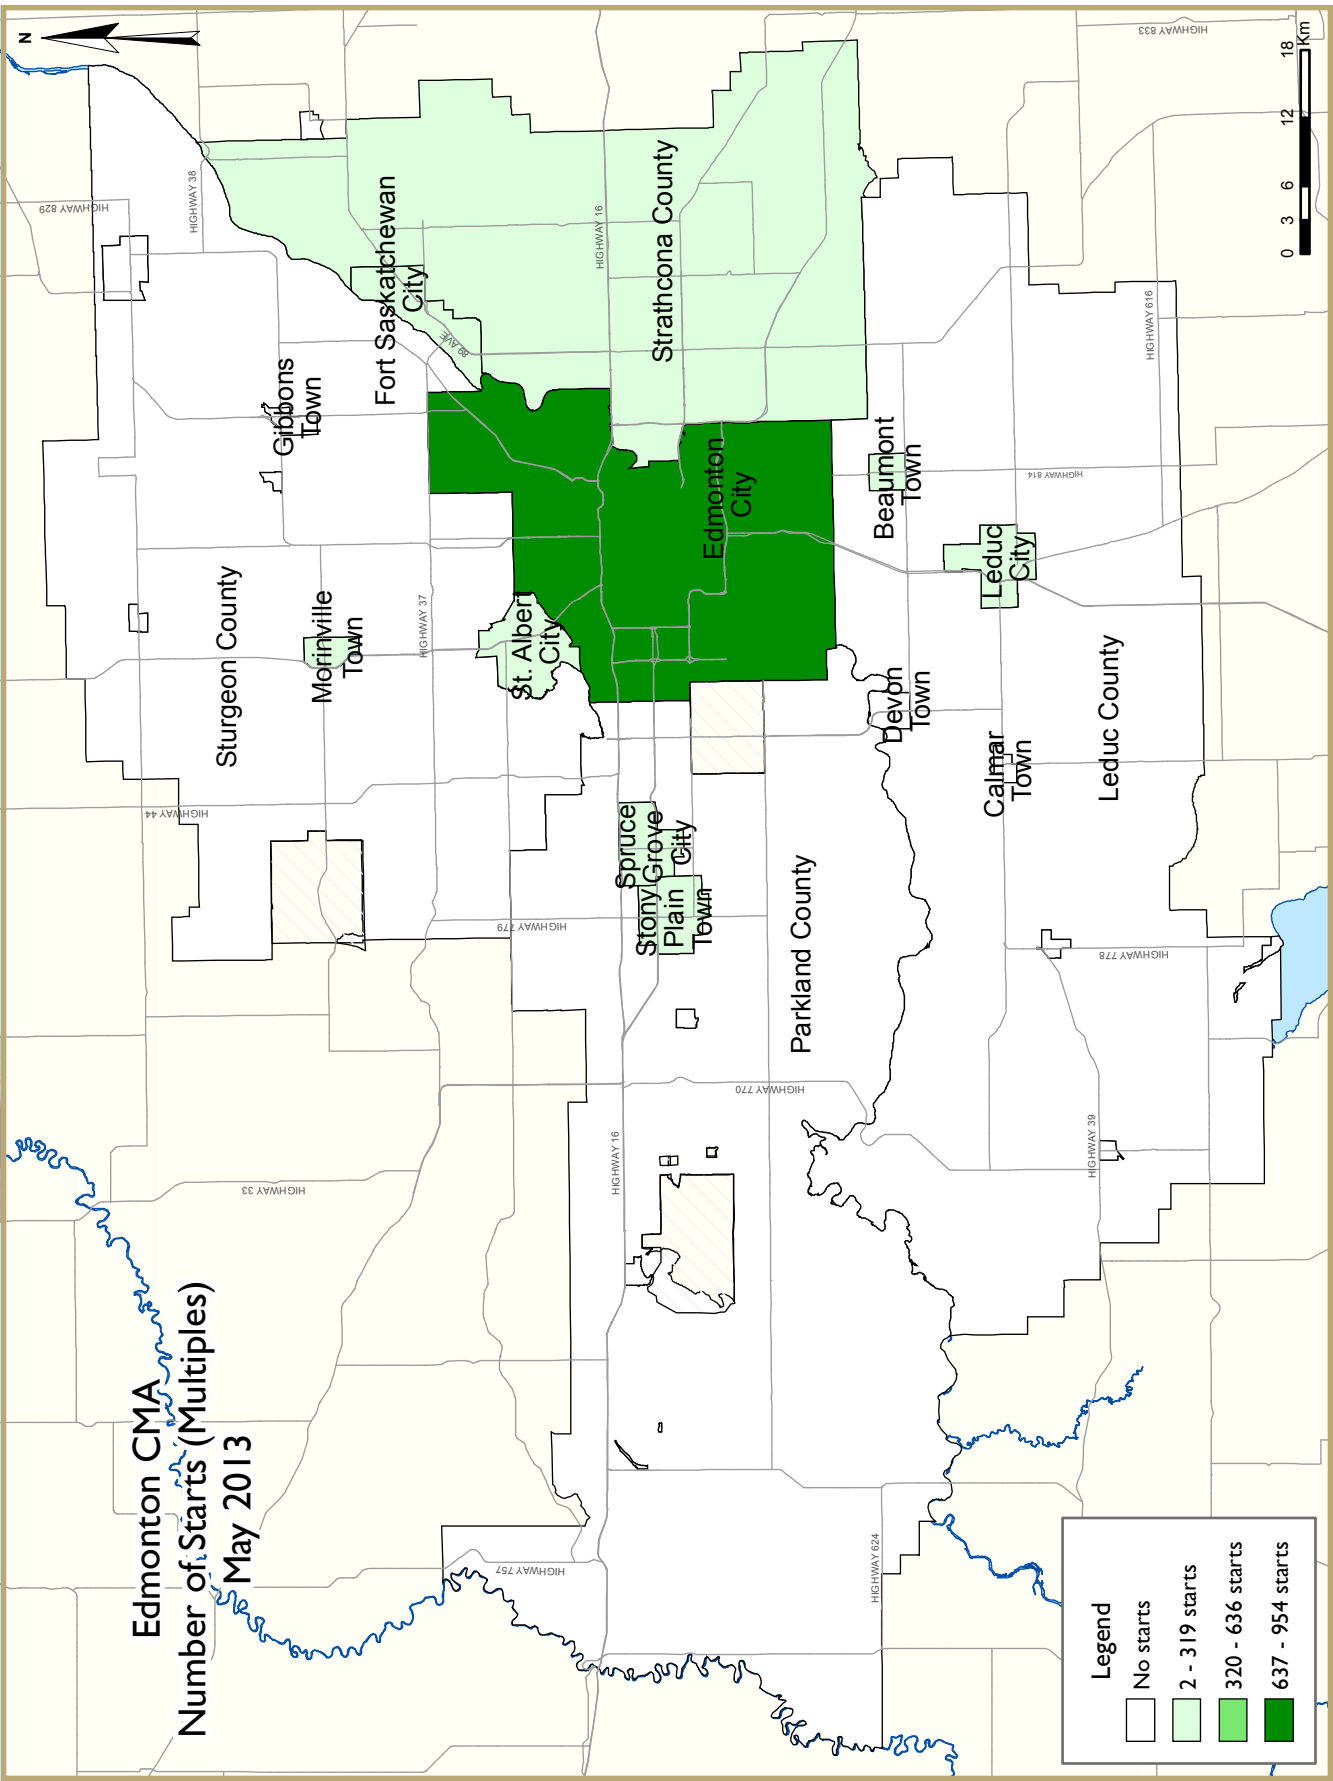 Edmonton CMA
Number of Starts (Multiples)
May 2013
N
HIGHWAY 829
HIGHWAY 38
HIGHWAY 833
Gibbons
Town
Fort Saskatchewan
City
89 AVE
Sturgeon County
Morinville
Town
HIGHWAY 37
HIGHWAY 44
HIGHWAY 779
HIGHWAY 33
St. Albert
City
HIGHWAY 16
Strathcona County
Edmonton
City
Spruce
Grove
City
Stony
Plain
Town
HIGHWAY 16
HIGHWAY 757
HIGHWAY 770
Parkland County
Beaumont
Town
Devon
Town
Leduc
City
Calmar
Town
Leduc County
HIGHWAY 814
HIGHWAY 616
HIGHWAY 778
HIGHWAY 39
HIGHWAY 624
Legend
No starts
2 - 319 starts
320 - 636 starts
637 - 954 starts
0 3 6 12 18
Km